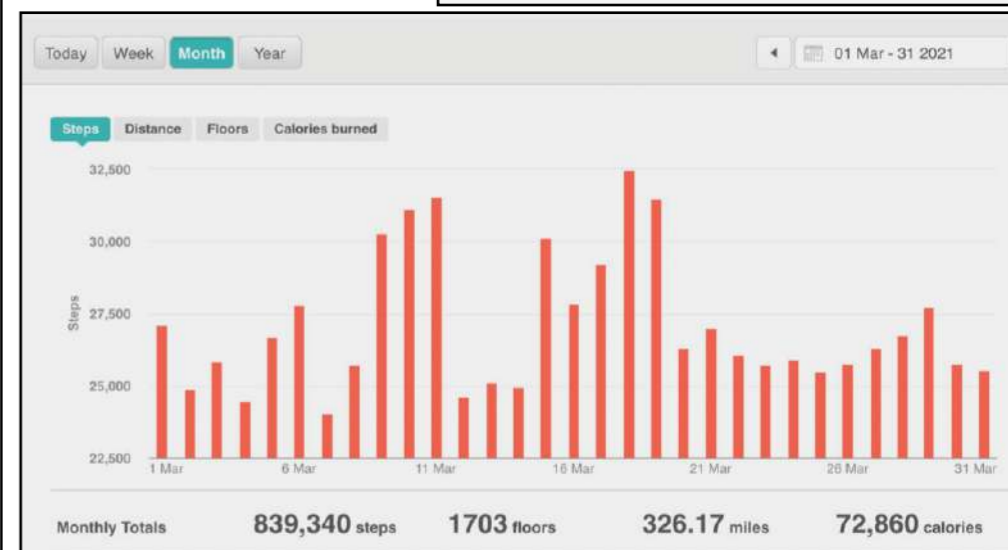 Today Week Month Year 01 Mar - 31 2021
Steps Distance Floors Calories burned
32,500
30,000
27,500
25,000
22,500
Steps
1 Mar 6 Mar 11 Mar 16 Mar 21 Mar 26 Mar 31 Mar
Monthly Totals 839,340 steps 1703 floors 326.17 miles 72,860 calories